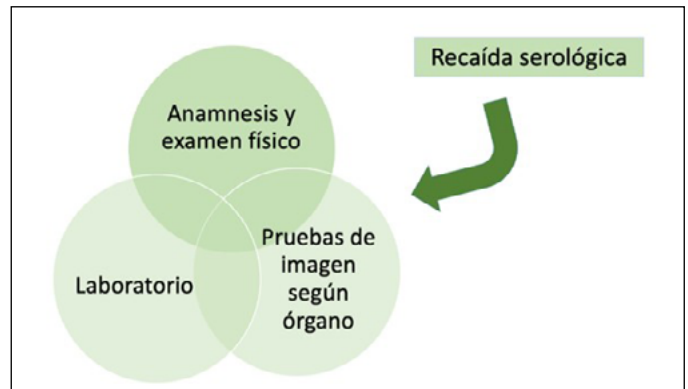 Recaída serológica
Anamnesis y
examen físico
Pruebas de
imagen
según
órgano
Laboratorio